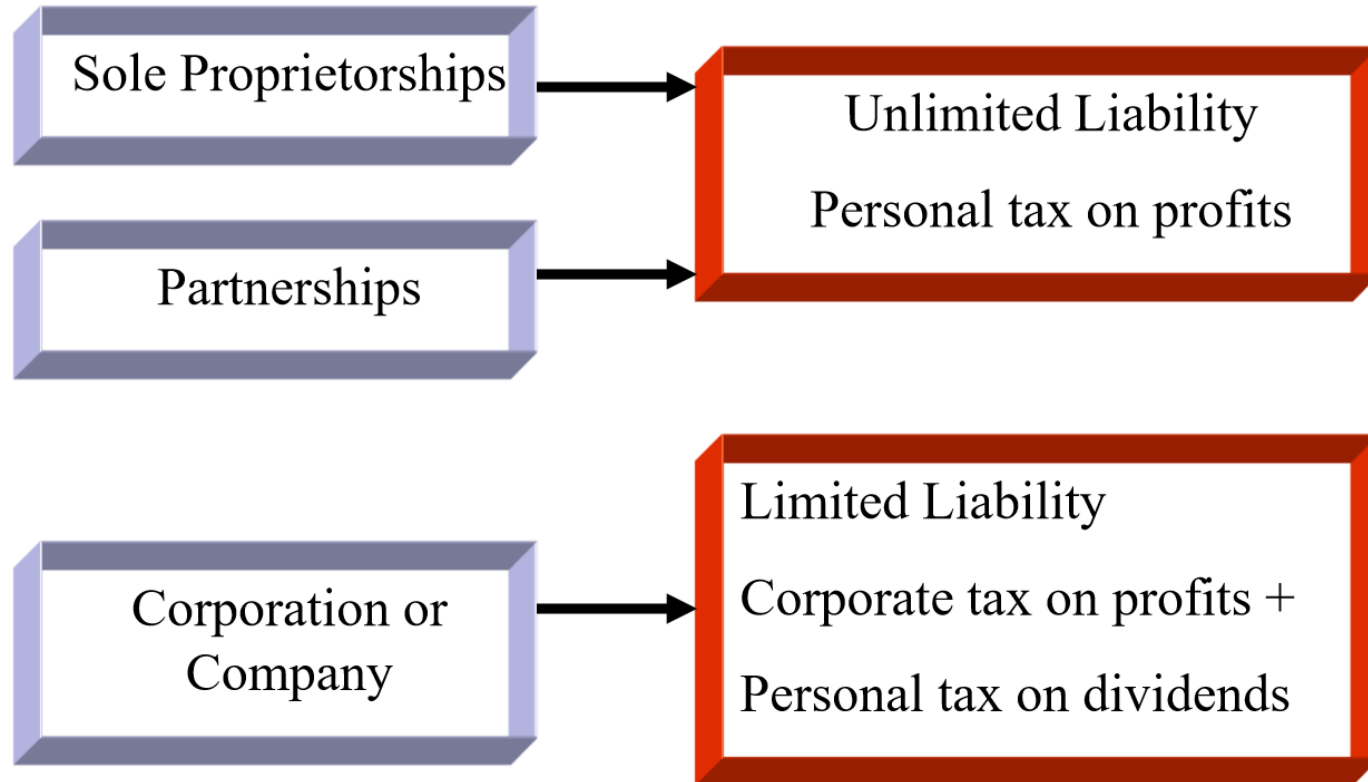 Sole Proprietorships
Unlimited Liability
Personal tax on profits
Partnerships
Limited Liability
Corporate tax on profits +
Personal tax on dividends
Corporation or
Company